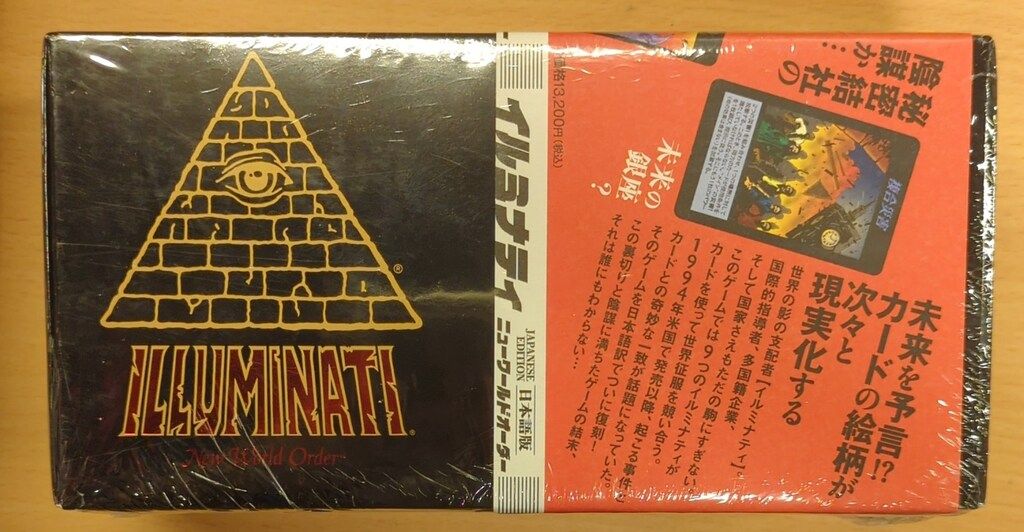 ILLUMINATI
New World Order
イルミナティ
ニューワールドオーダー
JAPANESE
EDITION
日本語版
価格13,200円(税込)
秘密結社の
陰謀か…
未来の
銀座?
複合災害
未来を予言!?
カードの絵柄が
次々と
現実化する
世界の影の支配者【イルミナティ】。
国際的指導者、多国籍企業、
そして国家さえもただの駒にすぎない。
このゲームでは9つのイルミナティが
カードを使って世界征服を競い合う。
1994年米国で発売以降、起こる事件と
カードとの奇妙な一致が話題になっていた。
そのゲームを日本語訳でついに復刻!
この裏切りと陰謀に満ちたゲームの結末、
それは誰にもわからない…